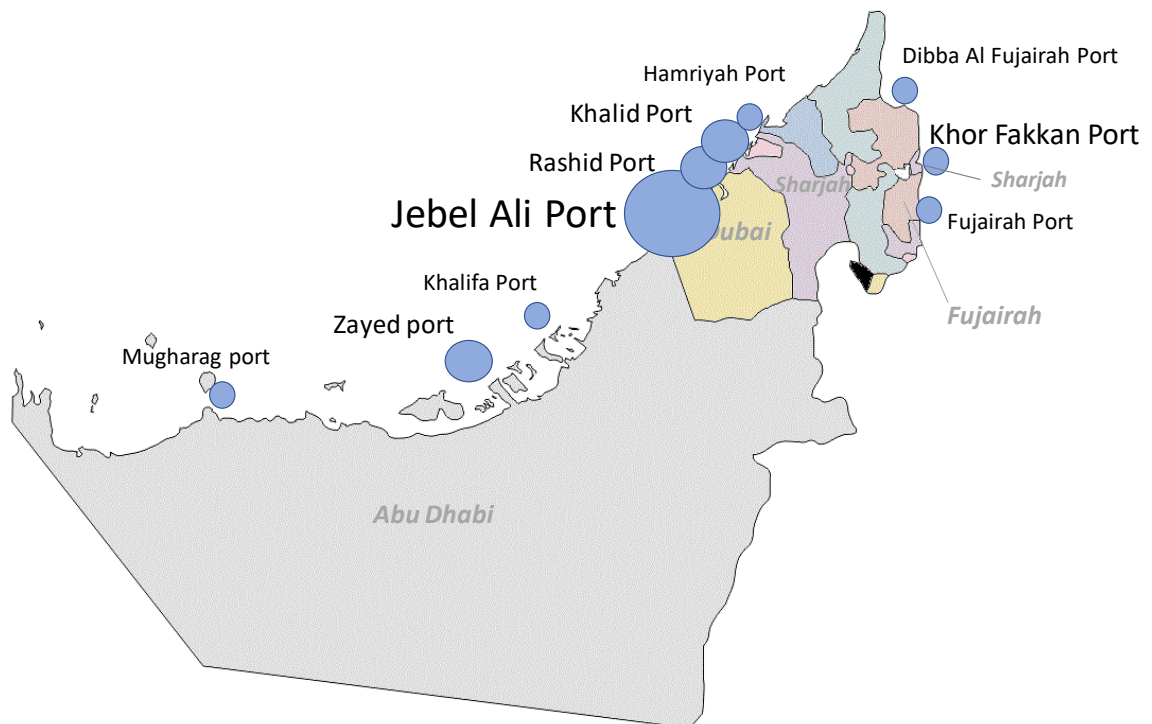 Dibba Al Fujairah Port
Hamriyah Port
Khalid Port
Khor Fakkan Port
Rashid Port
Sharjah
Sharjah
Jebel Ali Port
Fujairah Port
Dubai
Khalifa Port
Fujairah
Zayed port
Mugharag port
Abu Dhabi